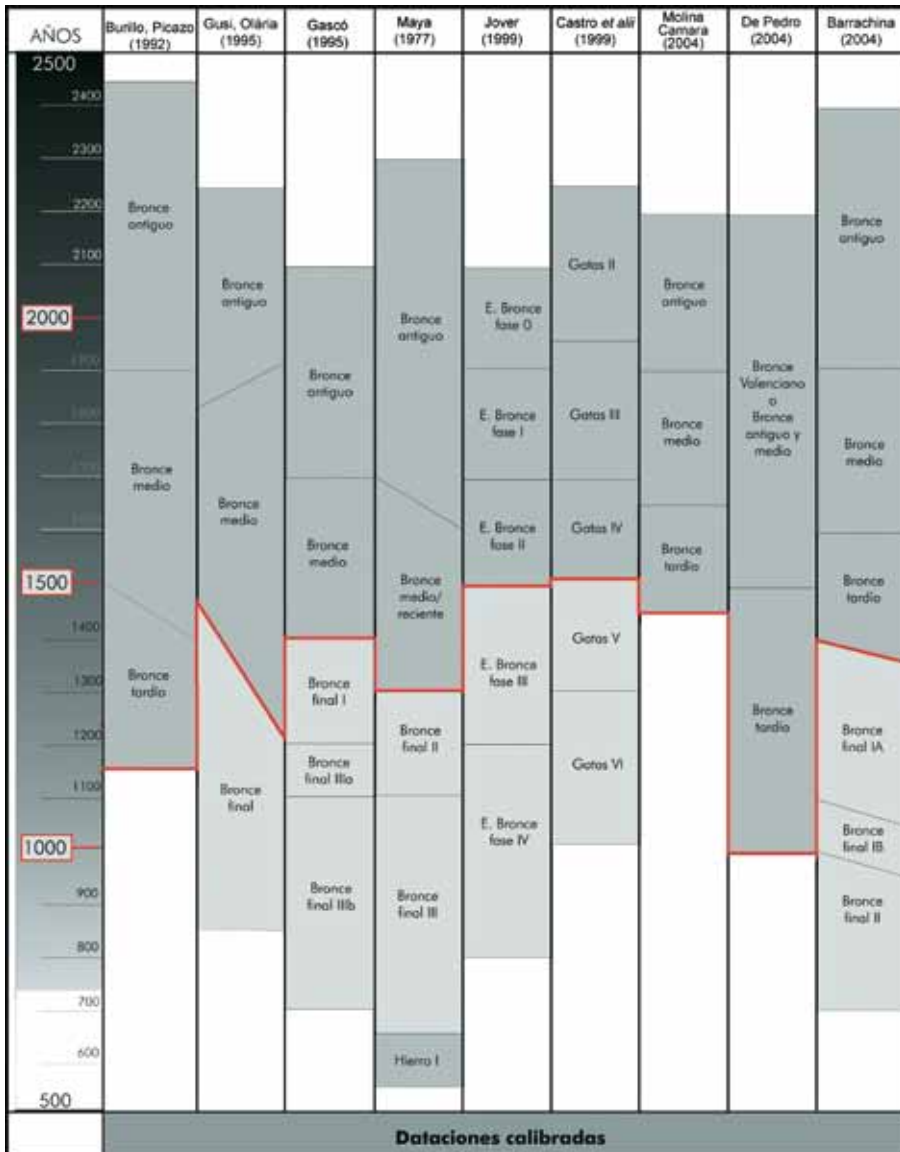 AÑOS
Burillo, Picazo
(1992)
Gusi, Olària
(1995)
Gascó
(1995)
Maya
(1977)
Jover
(1999)
Castro et alii
(1999)
Molina
Camara
(2004)
De Pedro
(2004)
Barrachina
(2004)
2500
2400
2300
2200
2100
2000
1500
1400
1300
1200
1100
1000
900
800
700
600
500
Bronce
antiguo
Bronce
medio
Bronce
tardío
Bronce
antiguo
Bronce
medio
Bronce
final
Bronce
antiguo
Bronce
medio
Bronce
final I
Bronce
final IIIa
Bronce
final IIIb
Bronce
antiguo
Bronce
medio/
reciente
Bronce
final II
Bronce
final III
Hierro I
E. Bronce
fase 0
E. Bronce
fase I
E. Bronce
fase II
E. Bronce
fase III
E. Bronce
fase IV
Gatas II
Gatas III
Gatas IV
Gatas V
Gatas VI
Bronce
antiguo
Bronce
medio
Bronce
tardío
Bronce
Valenciano
o
Bronce
antiguo y
medio
Bronce
tardío
Bronce
antiguo
Bronce
medio
Bronce
tardío
Bronce
final IA
Bronce
final IB
Bronce
final II
Dataciones calibradas